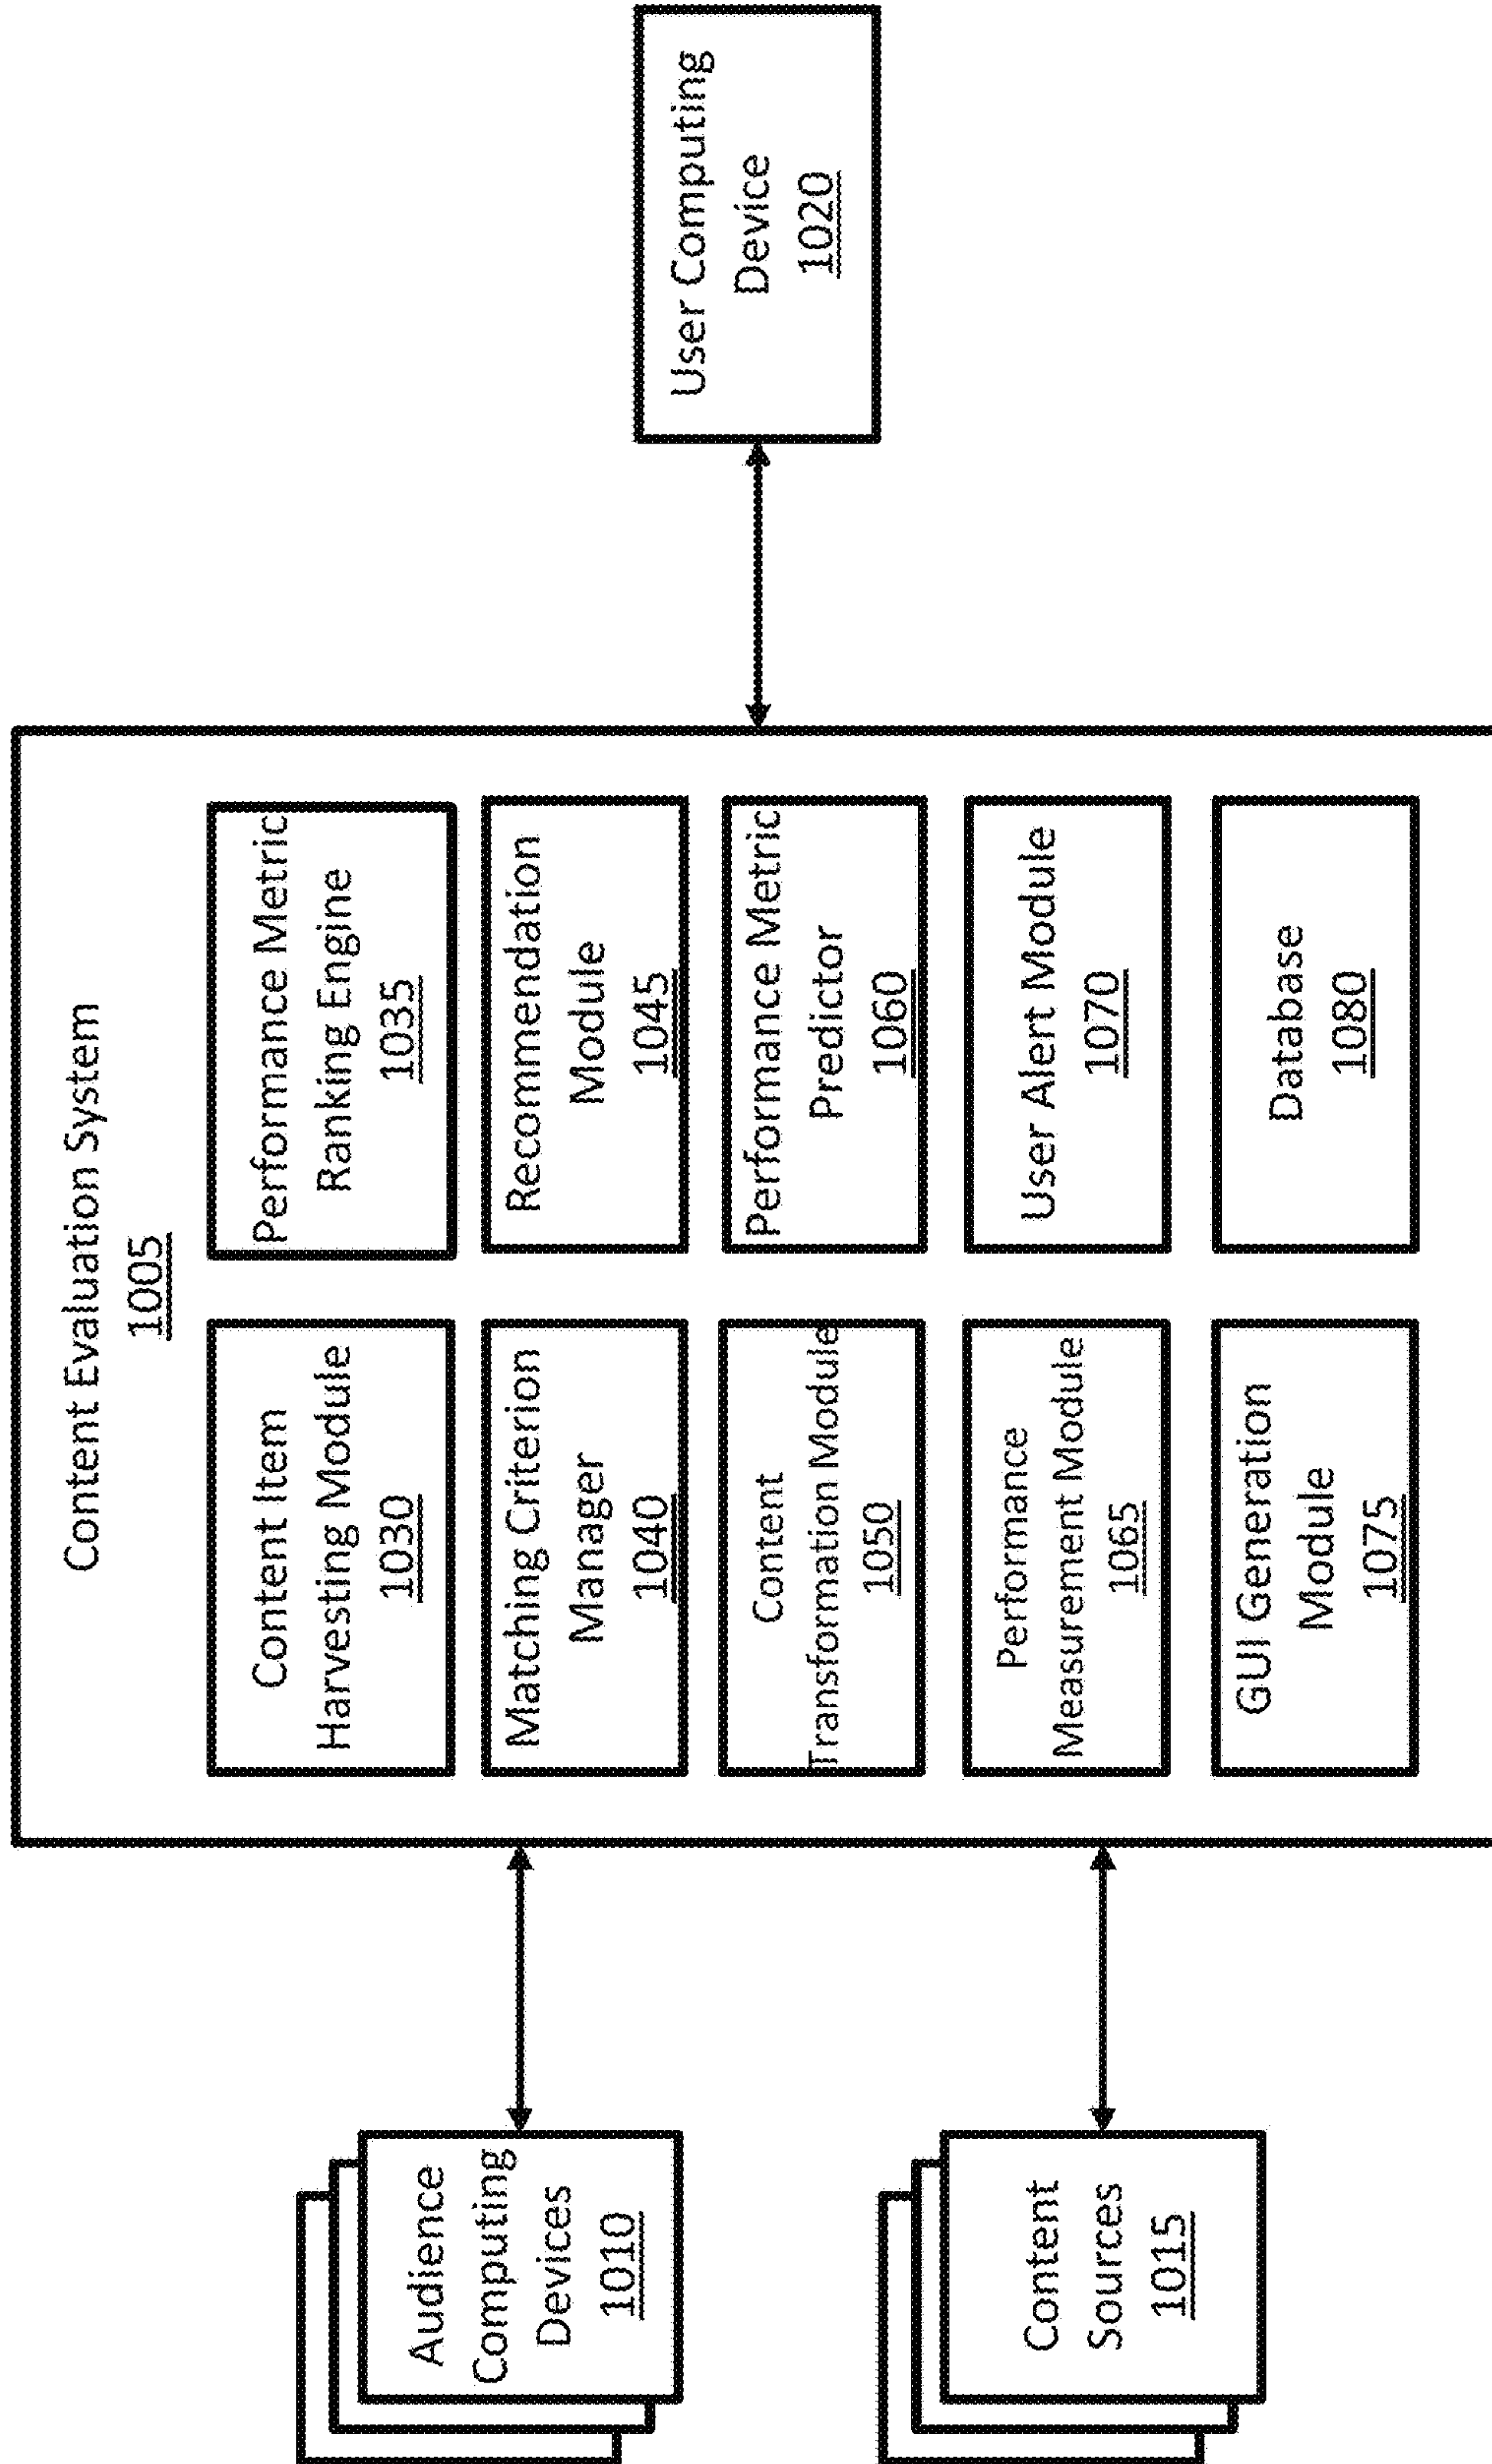 Content Evaluation System
1005
Audience
Computing
Devices
1010
Content
Sources
1015
Content Item
Harvesting Module
1030
Performance Metric
Ranking Engine
1035
Matching Criterion
Manager
1040
Recommendation
Module
1045
Content
Transformation Module
1050
Performance Metric
Predictor
1060
Performance
Measurement Module
1065
User Alert Module
1070
GUI Generation
Module
1075
Database
1080
User Computing
Device
1020